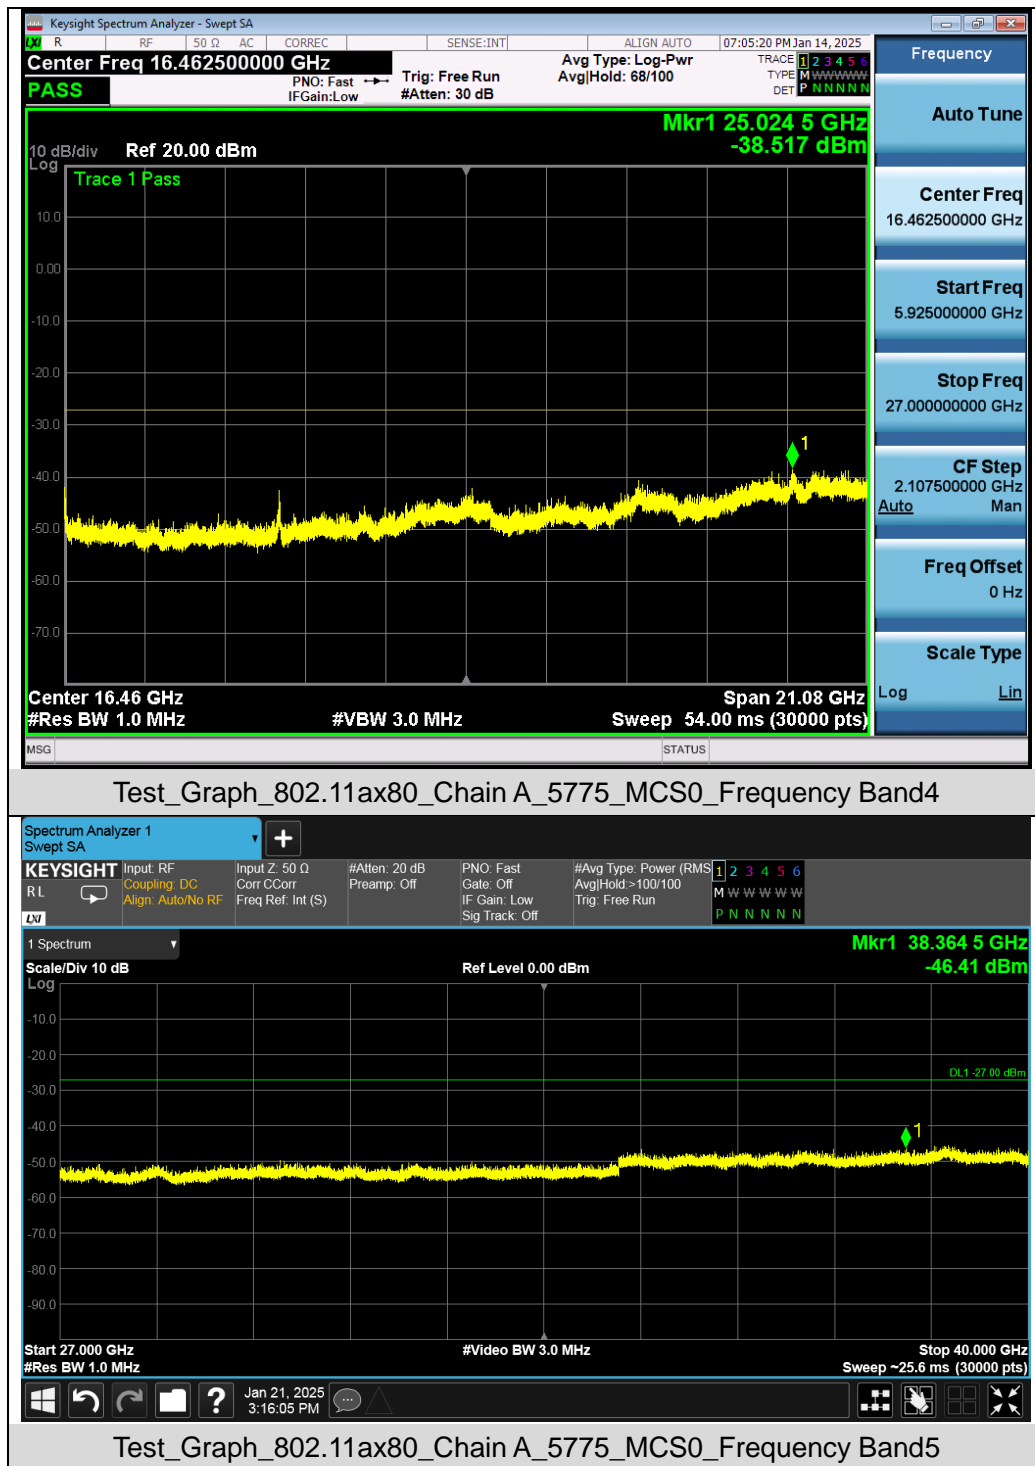 Keysight Spectrum Analyzer - Swept SA
LXI R RF 50 Ω AC CORREC SENSE:INT ALIGN AUTO 07:05:20 PM Jan 14, 2025
Center Freq 16.462500000 GHz
PASS
PNO: Fast
IFGain:Low
Trig: Free Run
#Atten: 30 dB
Avg Type: Log-Pwr
Avg|Hold: 68/100
TRACE 1 2 3 4 5 6
TYPE M W W W W W
DET P N N N N N
Mkr1 25.024 5 GHz
-38.517 dBm
10 dB/div Ref 20.00 dBm
Log
Trace 1 Pass
10.0
0.00
-10.0
-20.0
-30.0
-40.0
-50.0
-60.0
-70.0
1
Center 16.46 GHz Span 21.08 GHz
#Res BW 1.0 MHz #VBW 3.0 MHz Sweep 54.00 ms (30000 pts)
MSG STATUS
Frequency
Auto Tune
Center Freq
16.462500000 GHz
Start Freq
5.925000000 GHz
Stop Freq
27.000000000 GHz
CF Step
2.107500000 GHz
Auto Man
Freq Offset
0 Hz
Scale Type
Log Lin
Test_Graph_802.11ax80_Chain A_5775_MCS0_Frequency Band4
Spectrum Analyzer 1
Swept SA
+
KEYSIGHT
R L
LXI
Input: RF
Coupling: DC
Align: Auto/No RF
Input Z: 50 Ω
Corr CCorr
Freq Ref: Int (S)
#Atten: 20 dB
Preamp: Off
PNO: Fast
Gate: Off
IF Gain: Low
Sig Track: Off
#Avg Type: Power (RMS
Avg|Hold:>100/100
Trig: Free Run
1 2 3 4 5 6
M W W W W W
P N N N N N
1 Spectrum
Mkr1 38.364 5 GHz
Scale/Div 10 dB Ref Level 0.00 dBm -46.41 dBm
Log
-10.0
-20.0
DL1 -27.00 dBm
-30.0
-40.0
1
-50.0
-60.0
-70.0
-80.0
-90.0
Start 27.000 GHz #Video BW 3.0 MHz Stop 40.000 GHz
#Res BW 1.0 MHz Sweep ~25.6 ms (30000 pts)
?
Jan 21, 2025
3:16:05 PM
Test_Graph_802.11ax80_Chain A_5775_MCS0_Frequency Band5